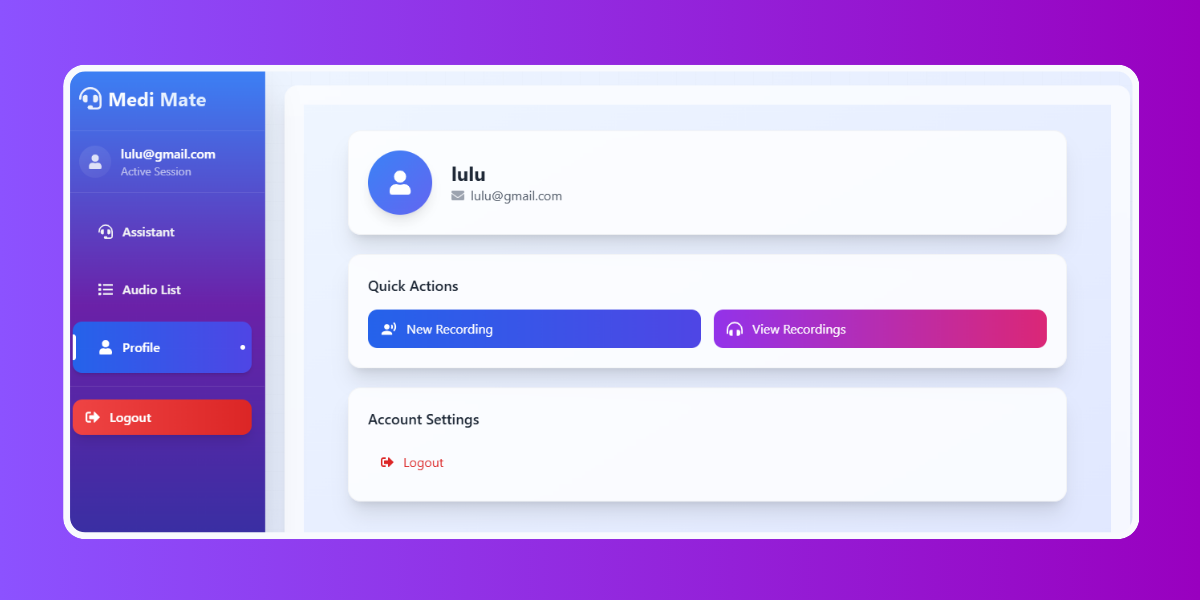 Medi Mate
lulu@gmail.com
Active Session
Assistant
Audio List
Profile
Logout
lulu
lulu@gmail.com
Quick Actions
New Recording
View Recordings
Account Settings
Logout